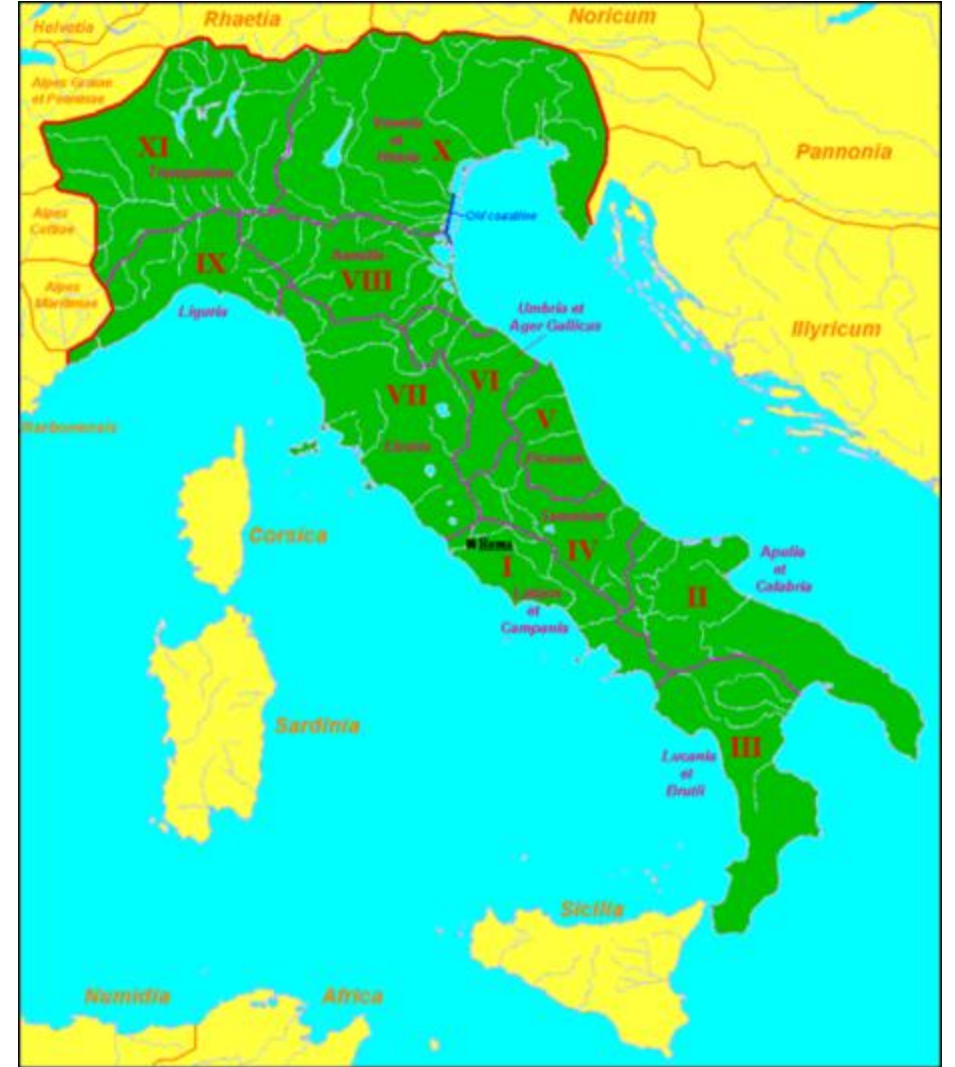 Helvetia
Rhaetia
Noricum
Alpes Graiae
et Poeninae
XI
Transpadana
Venetia
et
Histria
X
Pannonia
Alpes
Cottiae
Old coastline
IX
Aemilia
VIII
Alpes
Maritimae
Liguria
Umbria et
Ager Gallicus
Illyricum
VI
VII
V
Narbonensis
Etruria
Picenum
Corsica
Samnium
Roma
IV
I
Apulia
et
Calabria
Latium
et
Campania
II
Sardinia
III
Lucania
et
Brutii
Sicilia
Numidia
Africa